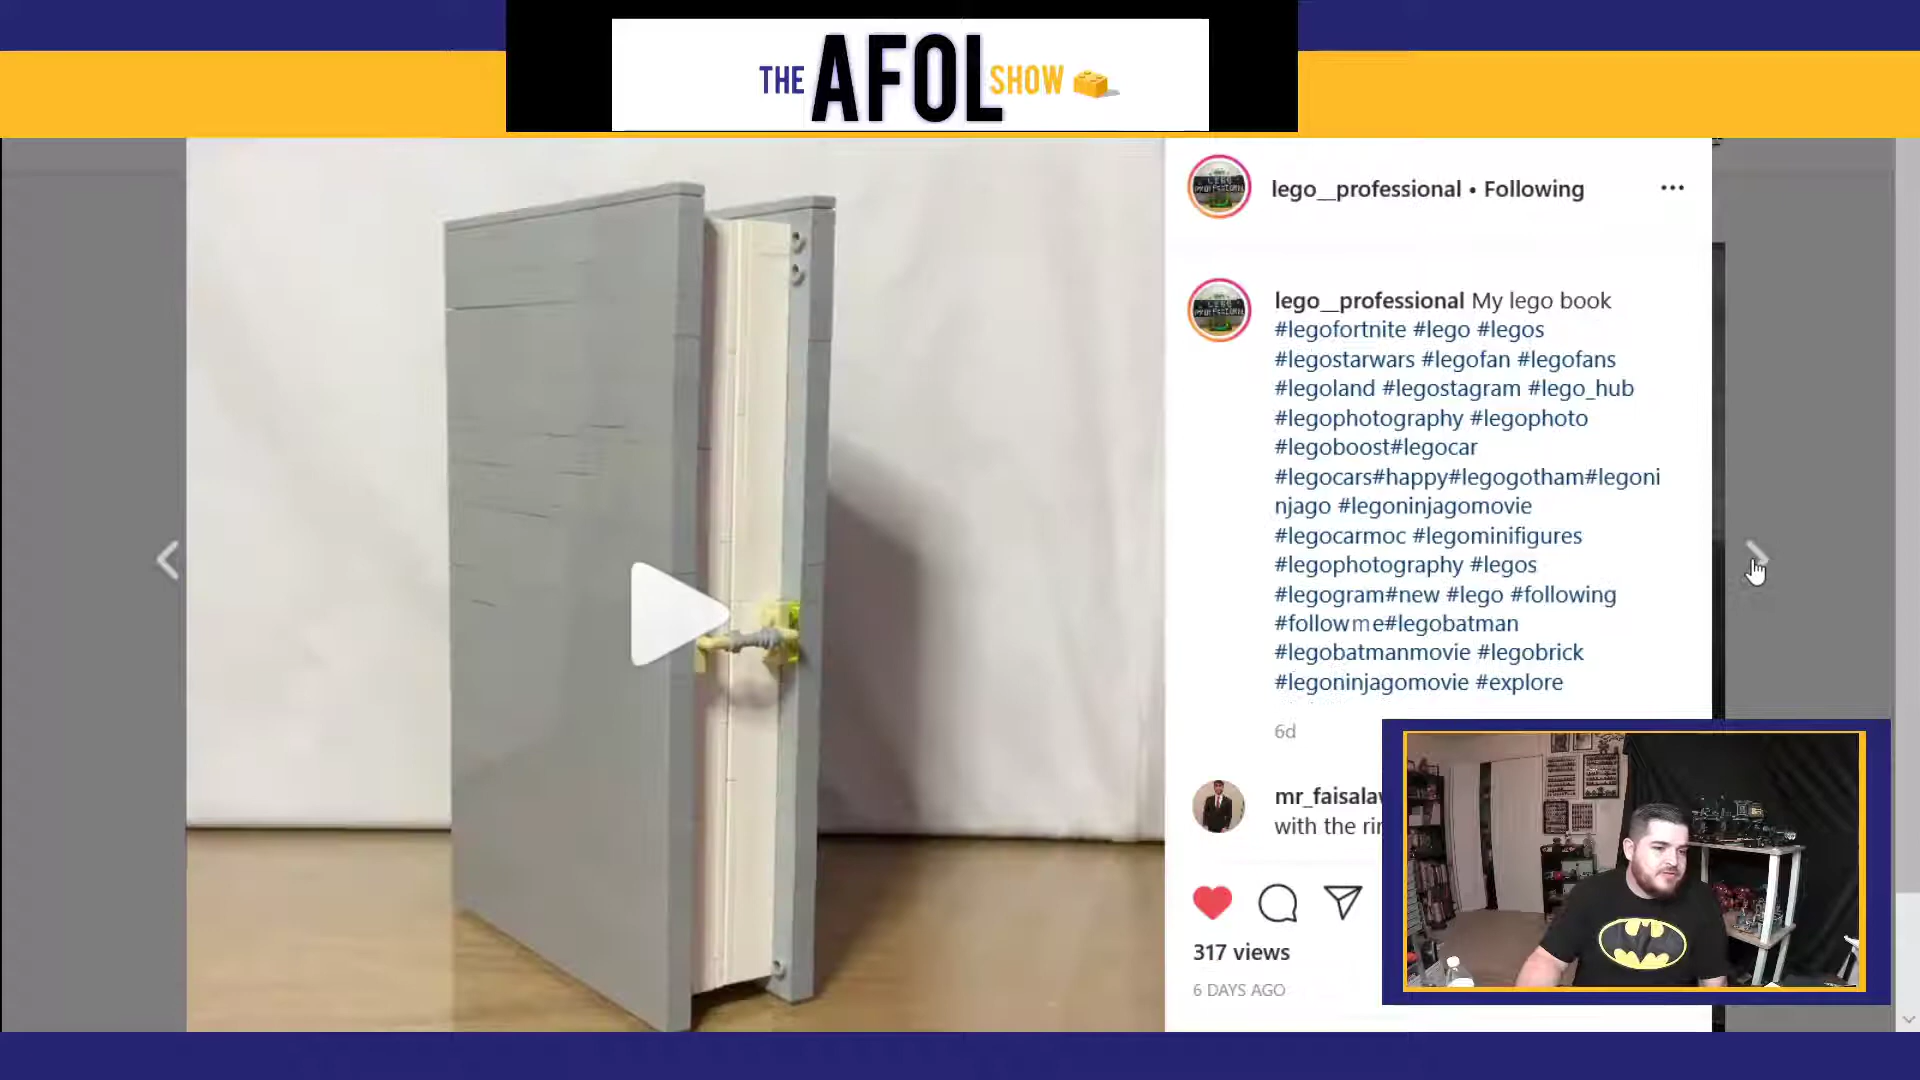 THE AFOL SHOW
lego__professional • Following
lego__professional My lego book
#legofortnite #lego #legos
#legostarwars #legofan #legofans
#legoland #legostagram #lego_hub
#legophotography #legophoto
#legoboost#legocar
#legocars#happy#legogotham#legoni
njago #legoninjagomovie
#legocarmoc #legominifigures
#legophotography #legos
#legogram#new #lego #following
#followme#legobatman
#legobatmanmovie #legobrick
#legoninjagomovie #explore
6d
with the
317 views
6 DAYS AGO